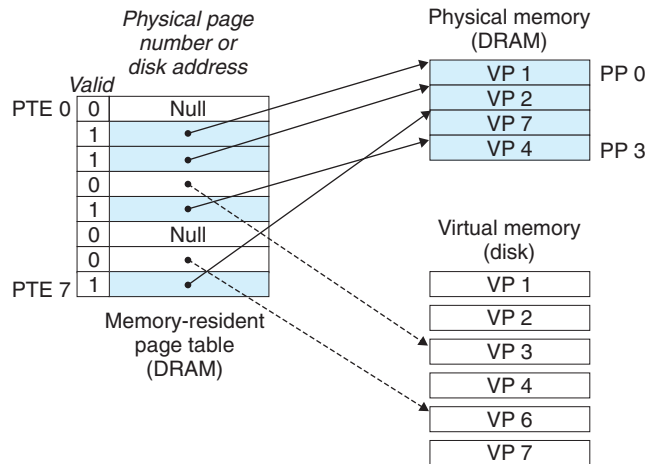 Physical page
number or
disk address
Valid
PTE 0
0
Null
1
1
0
1
0
Null
0
PTE 7
1
Memory-resident
page table
(DRAM)
Physical memory
(DRAM)
VP 1
PP 0
VP 2
VP 7
VP 4
PP 3
Virtual memory
(disk)
VP 1
VP 2
VP 3
VP 4
VP 6
VP 7